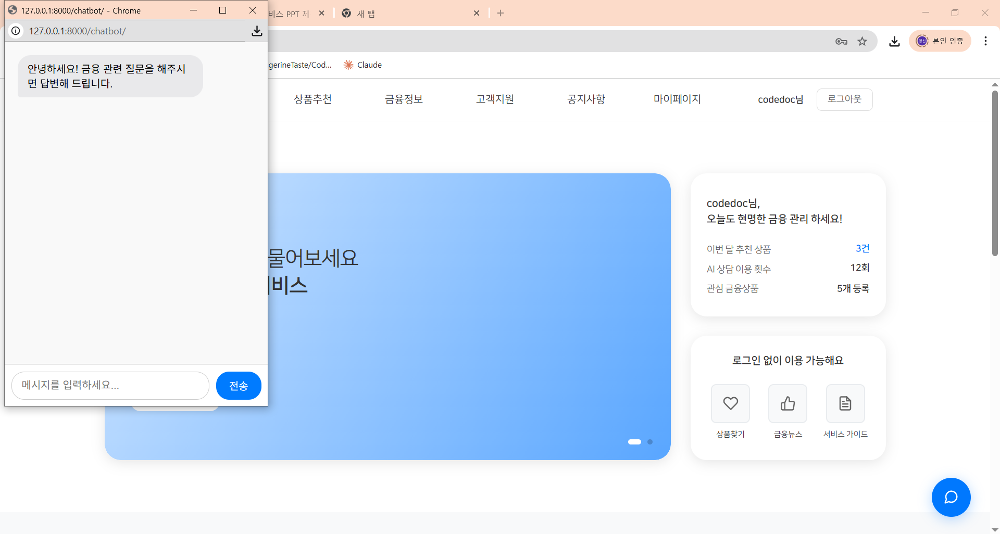 127.0.0.1:8000/chatbot/ - Chrome
비스 PPT 제
새 탭
127.0.0.1:8000/chatbot/
영신
본인 인증
gerineTaste/Cod...
Claude
안녕하세요! 금융 관련 질문을 해주시
면 답변해 드립니다.
상품추천
금융정보
고객지원
공지사항
마이페이지
codedoc님
로그아웃
물어보세요
비스
codedoc님,
오늘도 현명한 금융 관리 하세요!
이번 달 추천 상품
3건
AI 상담 이용 횟수
12회
관심 금융상품
5개 등록
로그인 없이 이용 가능해요
상품찾기
금융뉴스
서비스 가이드
메시지를 입력하세요...
전송